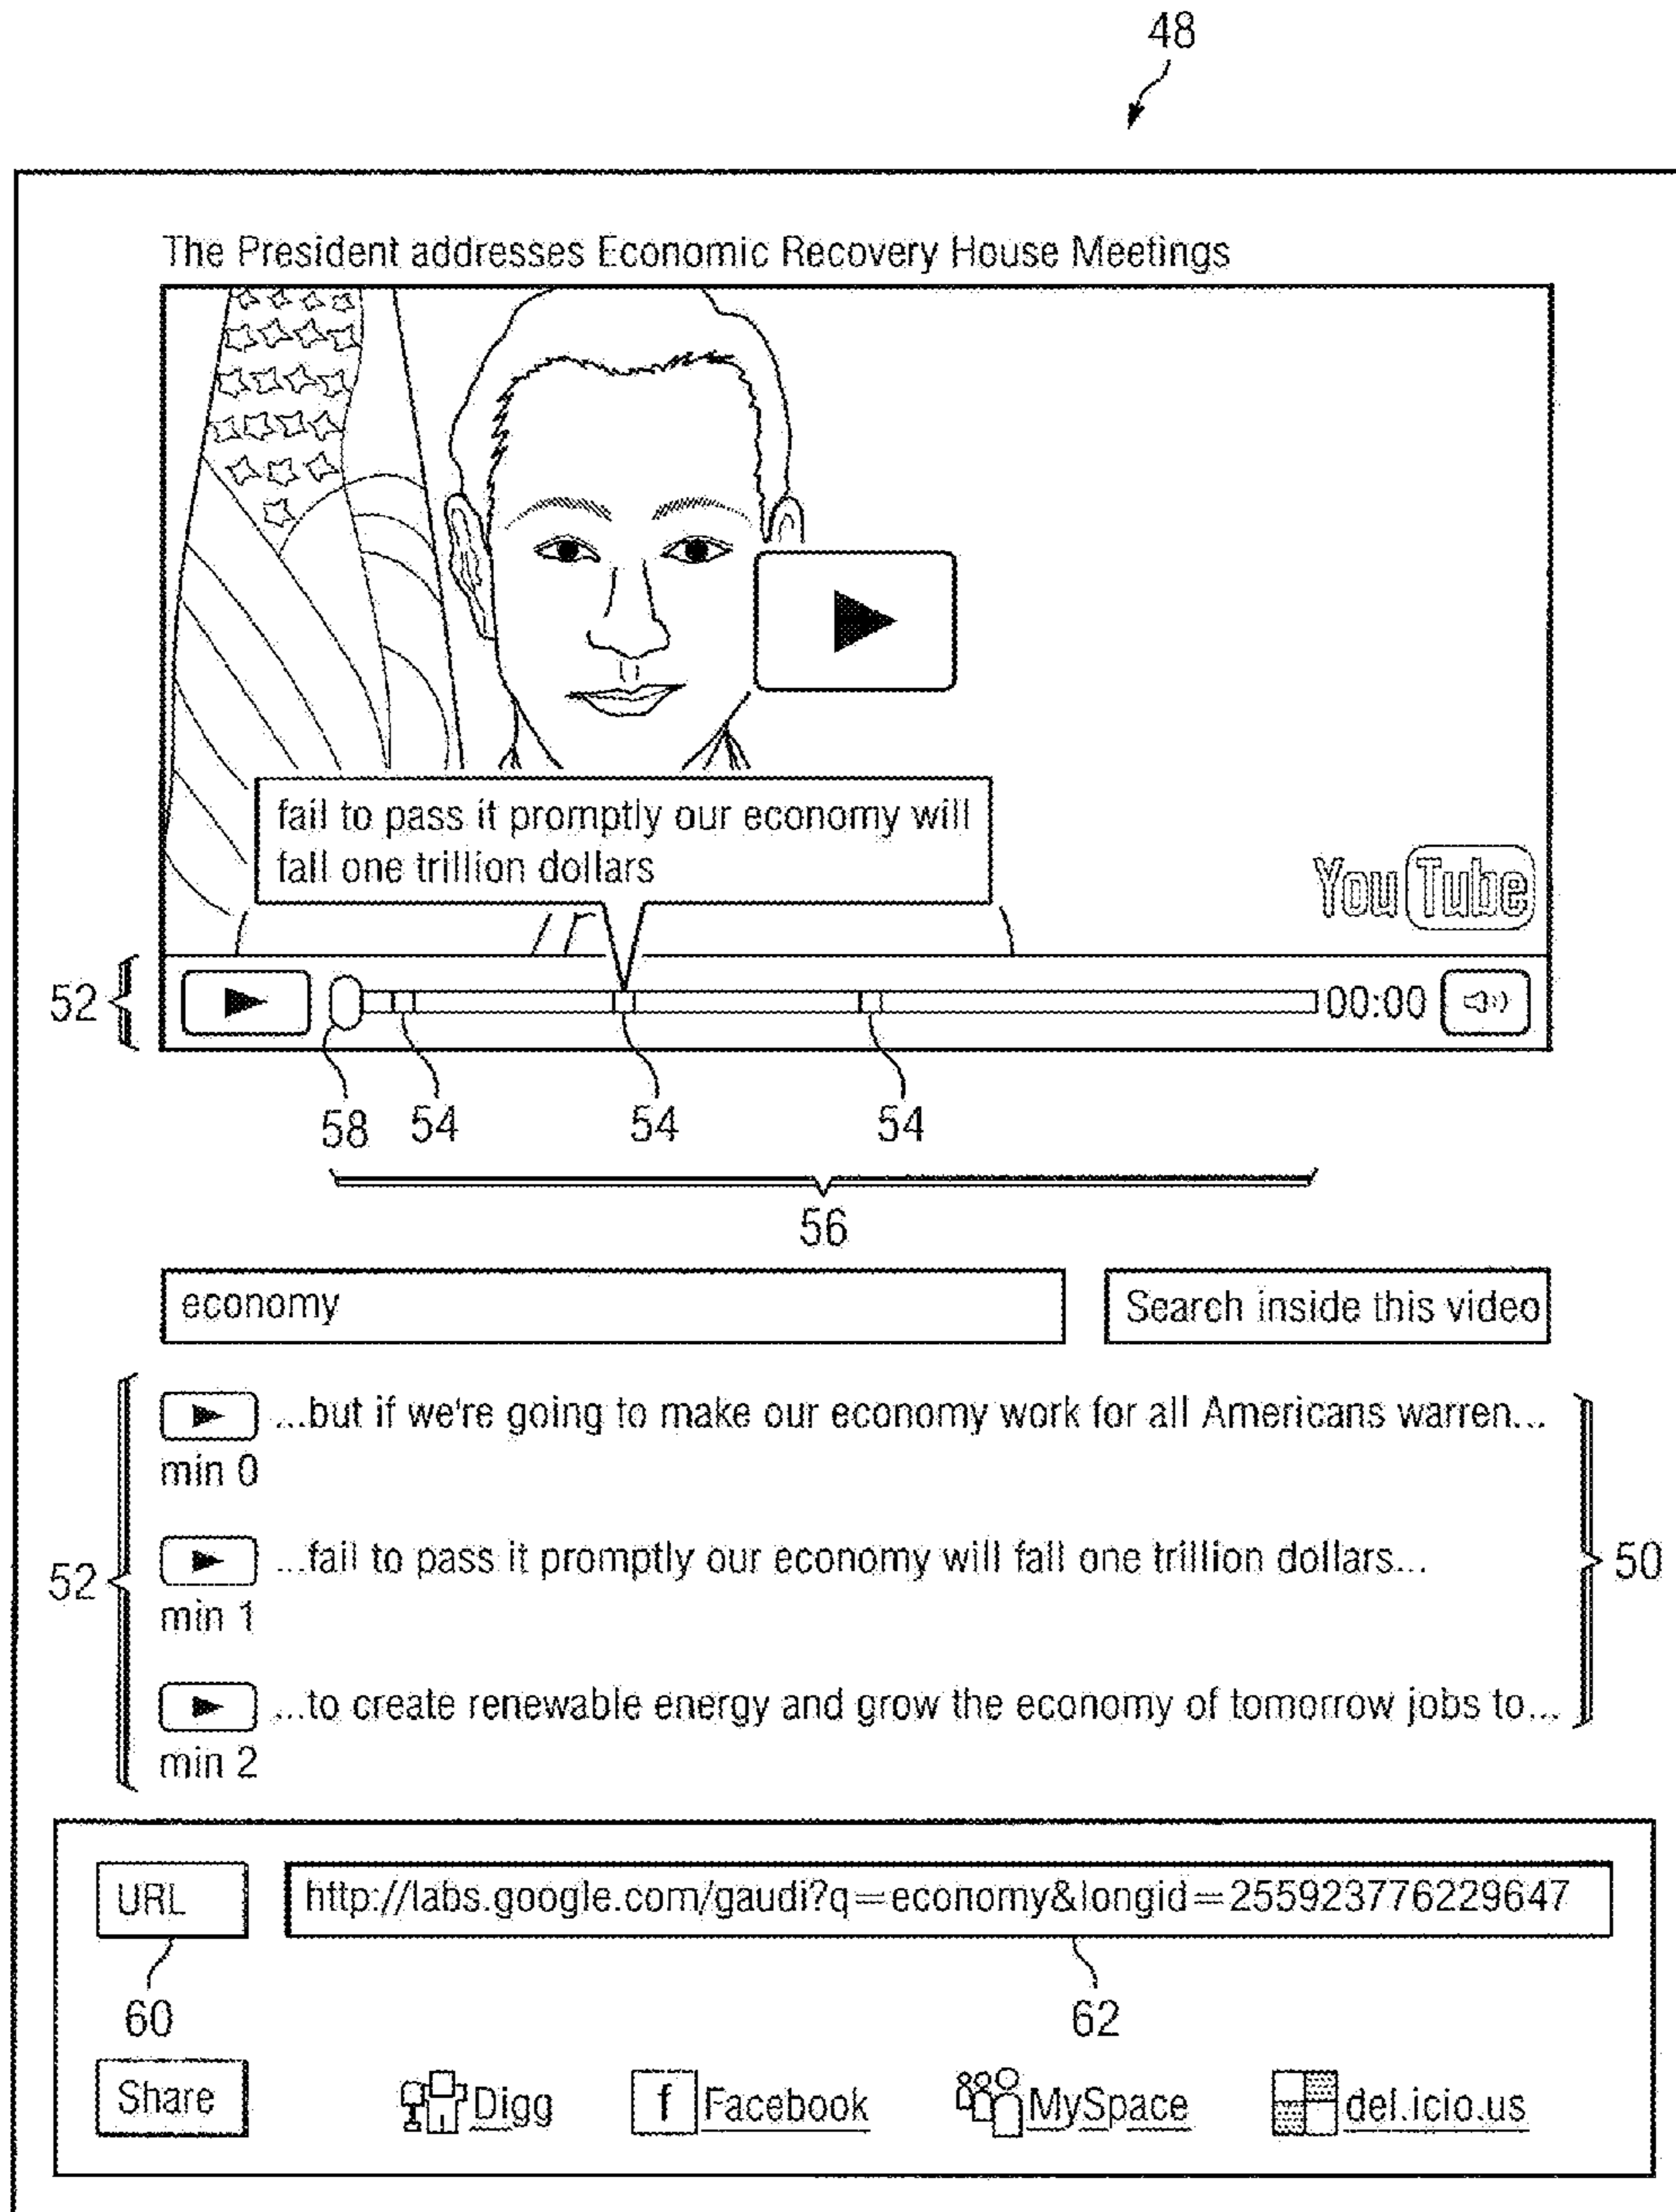 48
The President addresses Economic Recovery House Meetings
fail to pass it promptly our economy will
fall one trillion dollars
YouTube
52
00:00
58 54 54 54
56
economy
Search inside this video
...but if we're going to make our economy work for all Americans warren...
min 0
52
...fail to pass it promptly our economy will fall one trillion dollars...
50
min 1
...to create renewable energy and grow the economy of tomorrow jobs to...
min 2
URL
http://labs.google.com/gaudi?q=economy&longid=255923776229647
60
62
Share
Digg
f Facebook
MySpace
del.icio.us